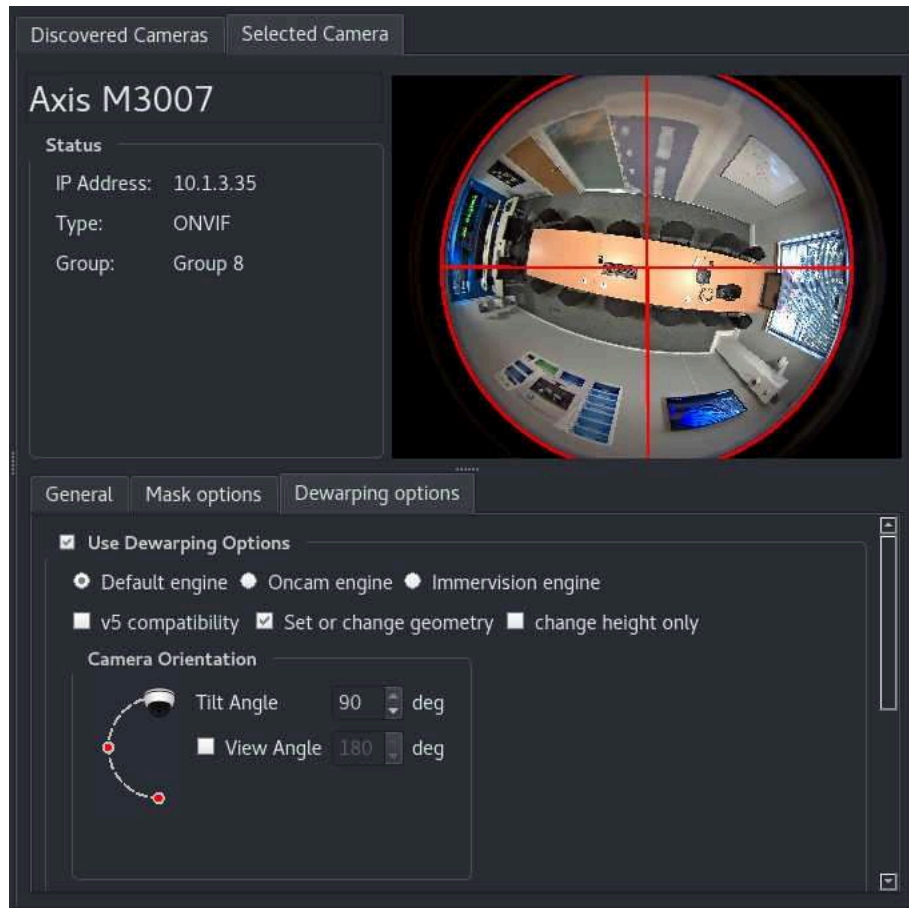 Discovered Cameras Selected Camera
Axis M3007
Status
IP Address: 10.1.3.35
Type: ONVIF
Group: Group 8
General Mask options Dewarping options
Use Dewarping Options
Default engine Oncam engine Immervision engine
v5 compatibility Set or change geometry change height only
Camera Orientation
Tilt Angle 90 deg
View Angle 180 deg